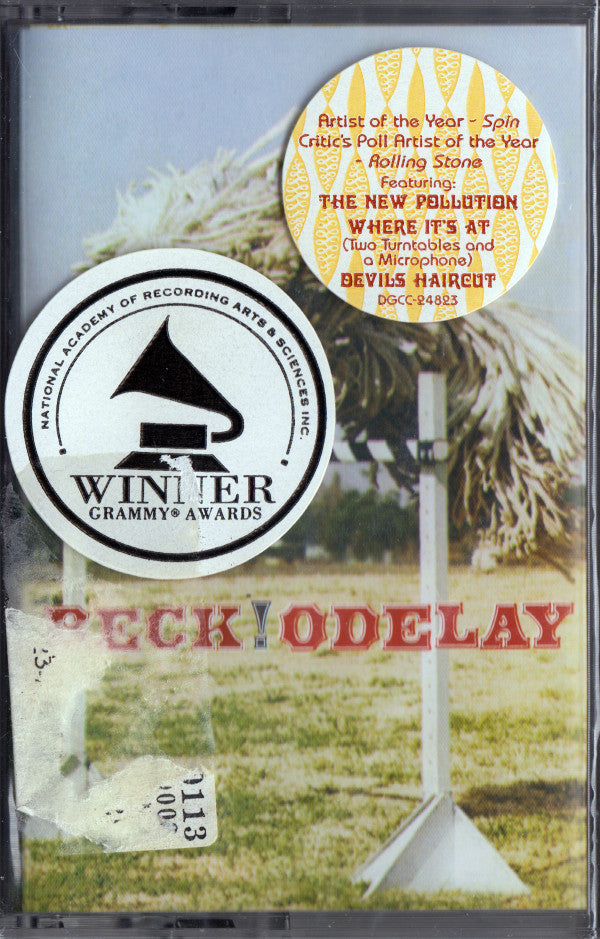 Artist of the Year - Spin
Critic's Poll Artist of the Year
- Rolling Stone
Featuring:
THE NEW POLLUTION
WHERE IT'S AT
(Two Turntables and
a Microphone)
DEVILS HAIRCUT
DGCC-24823
NATIONAL ACADEMY OF RECORDING ARTS & SCIENCES INC.
WINNER
GRAMMY® AWARDS
BECK! ODELAY
0113